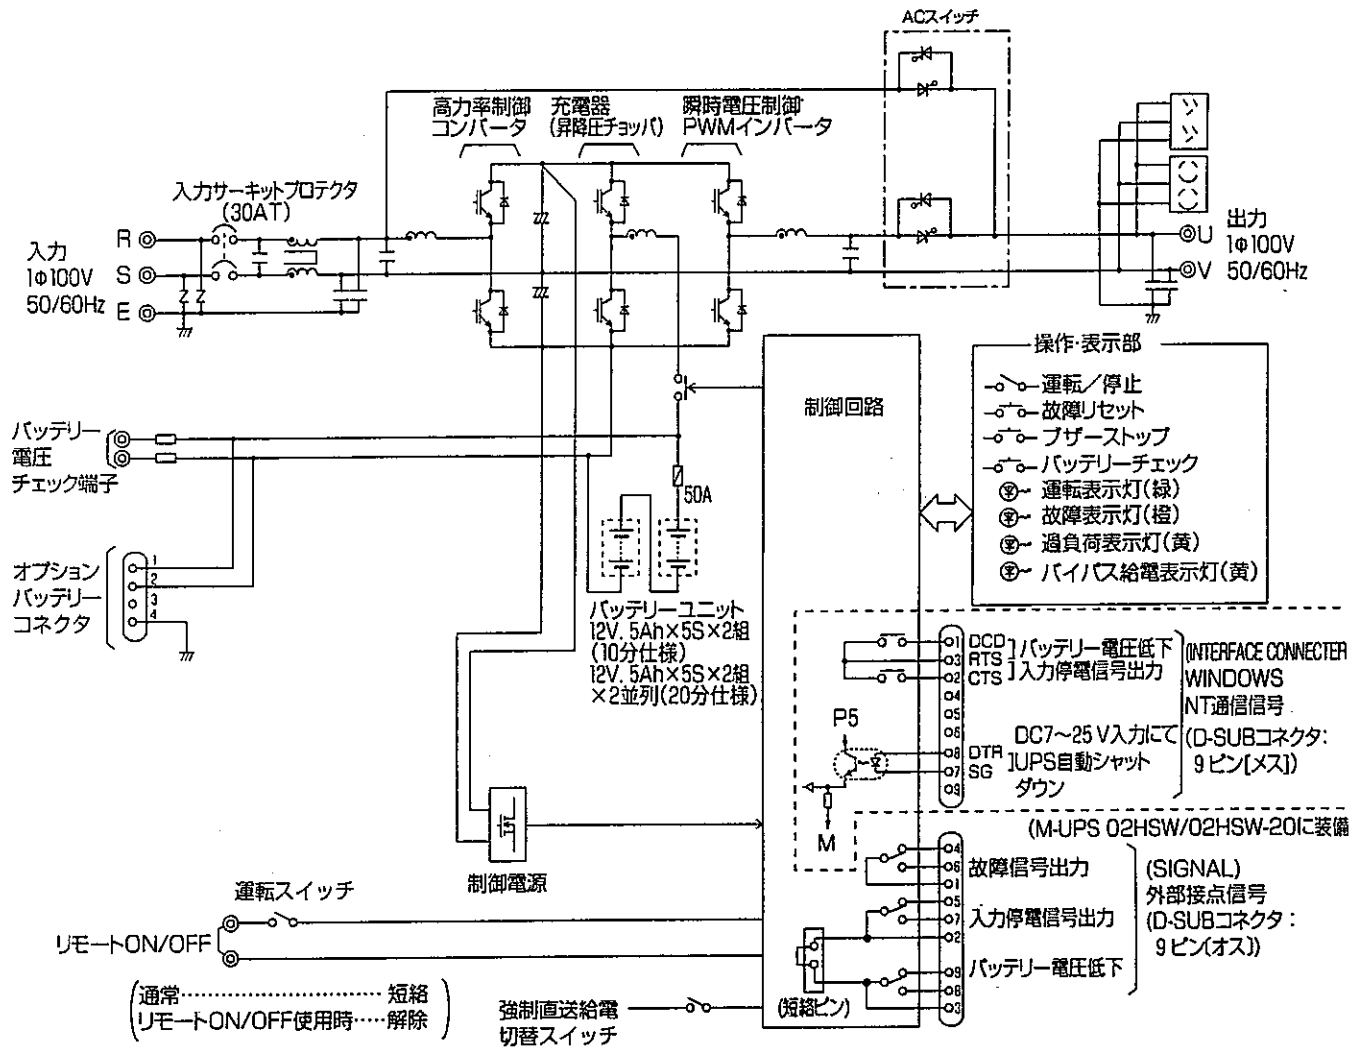 ACスイッチ
高力率制御
コンバータ
充電器
(昇降圧チョッパ)
瞬時電圧制御
PWMインバータ
入力サーキットプロテクタ
(30AT)
入力
1φ100V
50/60Hz
R
S
E
出力
1φ100V
50/60Hz
U
V
制御回路
操作・表示部
運転/停止
故障リセット
ブザーストップ
バッテリーチェック
運転表示灯(緑)
故障表示灯(橙)
過負荷表示灯(黄)
バイパス給電表示灯(黄)
バッテリー
電圧
チェック端子
50A
オプション
バッテリー
コネクタ
1
2
3
4
バッテリーユニット
12V. 5Ah×5S×2組
(10分仕様)
12V. 5Ah×5S×2組
×2並列(20分仕様)
1 DCD
3 RTS
2 CTS
4
5
6
8 DTR
7 SG
9
バッテリー電圧低下
入力停電信号出力
DC7～25V入力にて
UPS自動シャット
ダウン
(INTERFACE CONNECTER
WINDOWS
NT通信信号
(D-SUBコネクタ:
9ピン[メス])
P5
M
(M-UPS 02HSW/02HSW-20に装備
制御電源
4
6
1
5
7
2
9
8
3
故障信号出力
入力停電信号出力
バッテリー電圧低下
(SIGNAL)
外部接点信号
(D-SUBコネクタ:
9ピン(オス))
(短絡ピン)
運転スイッチ
リモートON/OFF
通常………………………短絡
リモートON/OFF使用時……解除
強制直送給電
切替スイッチ